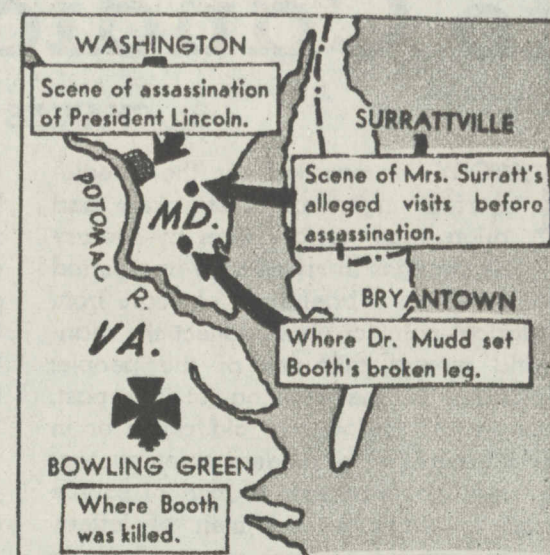 WASHINGTON
Scene of assassination
of President Lincoln.
SURRATTVILLE
Scene of Mrs. Surratt's
alleged visits before
assassination.
POTOMAC R.
MD.
BRYANTOWN
Where Dr. Mudd set
Booth's broken leg.
VA.
BOWLING GREEN
Where Booth
was killed.